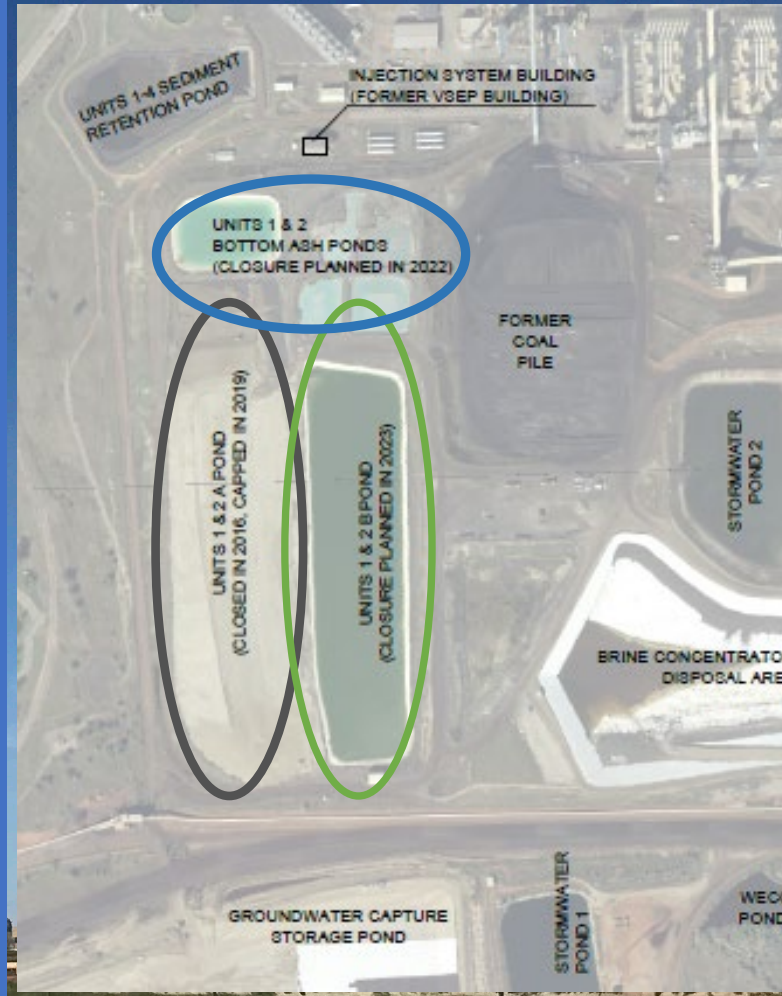 UNITS 1-4 SEDIMENT
RETENTION POND
INJECTION SYSTEM BUILDING
(FORMER VSEP BUILDING)
UNITS 1 & 2
BOTTOM ASH PONDS
(CLOSURE PLANNED IN 2022)
FORMER
COAL
PILE
UNITS 1 & 2 A POND
(CLOSED IN 2016, CAPPED IN 2019)
UNITS 1 & 2 B POND
(CLOSURE PLANNED IN 2023)
STORMWATER
POND 2
BRINE CONCENTRATO
DISPOSAL ARE
GROUNDWATER CAPTURE
STORAGE POND
STORMWATER
POND 1
WECO
POND